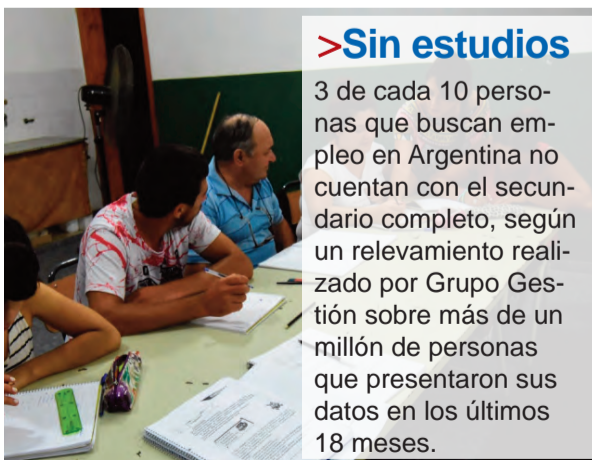 >Sin estudios
3 de cada 10 perso-
nas que buscan em-
pleo en Argentina no
cuentan con el secun-
dario completo, según
un relevamiento reali-
zado por Grupo Ges-
tión sobre más de un
millón de personas
que presentaron sus
datos en los últimos
18 meses.